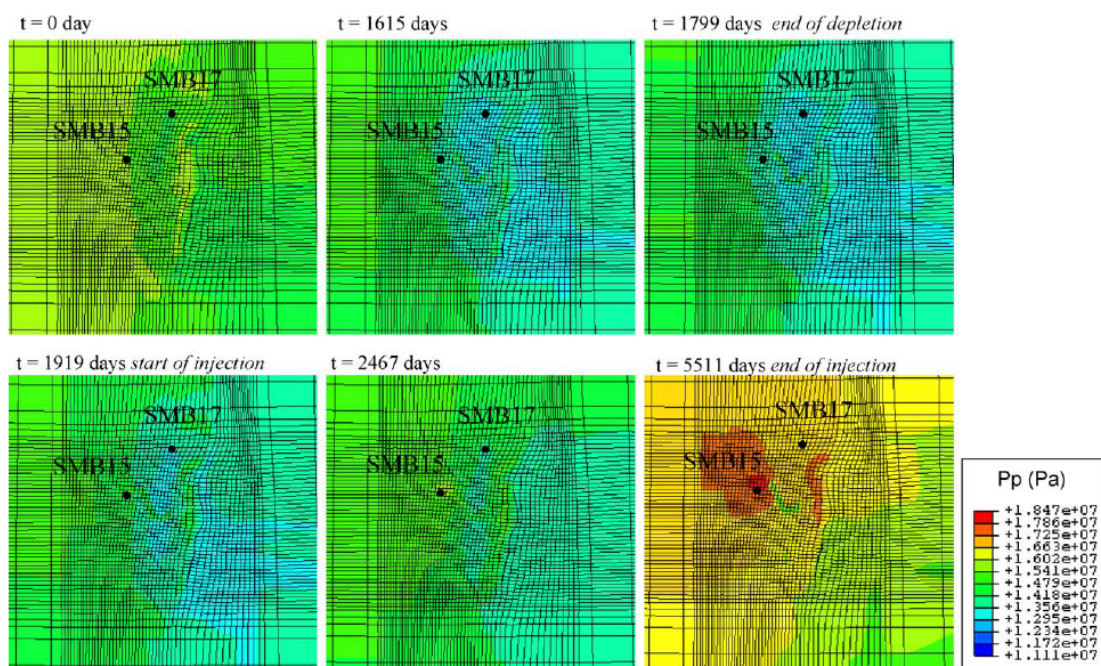 t = 0 day
t = 1615 days
t = 1799 days end of depletion
SMB17
SMB15
SMB17
SMB15
SMB17
SMB15
t = 1919 days start of injection
t = 2467 days
t = 5511 days end of injection
SMB17
SMB15
SMB17
SMB15
SMB17
SMB15
Pp (Pa)
+1.847e+07
+1.786e+07
+1.725e+07
+1.663e+07
+1.602e+07
+1.541e+07
+1.479e+07
+1.418e+07
+1.356e+07
+1.295e+07
+1.234e+07
+1.172e+07
+1.111e+07